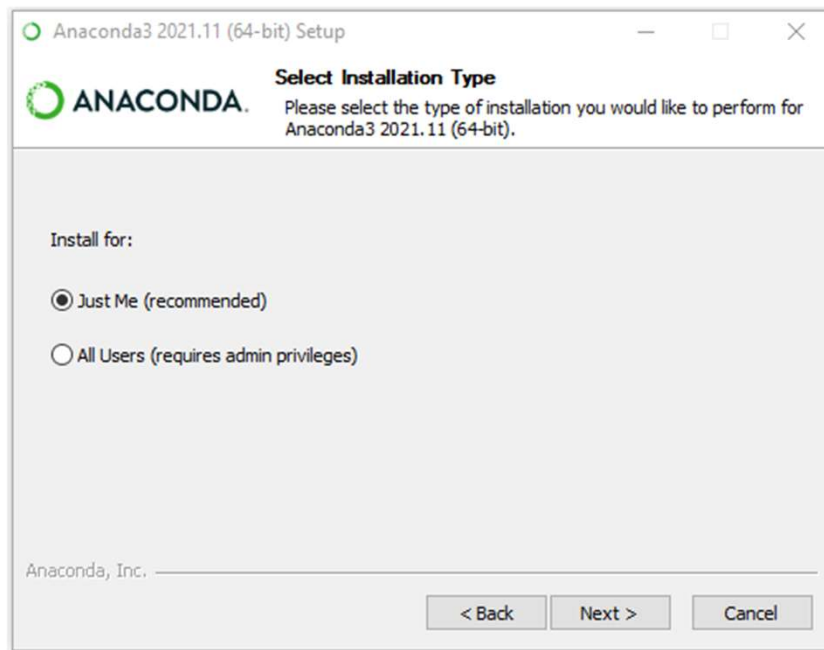 Anaconda3 2021.11 (64-bit) Setup
ANACONDA.
Select Installation Type
Please select the type of installation you would like to perform for
Anaconda3 2021.11 (64-bit).
Install for:
Just Me (recommended)
All Users (requires admin privileges)
Anaconda, Inc.
< Back
Next >
Cancel